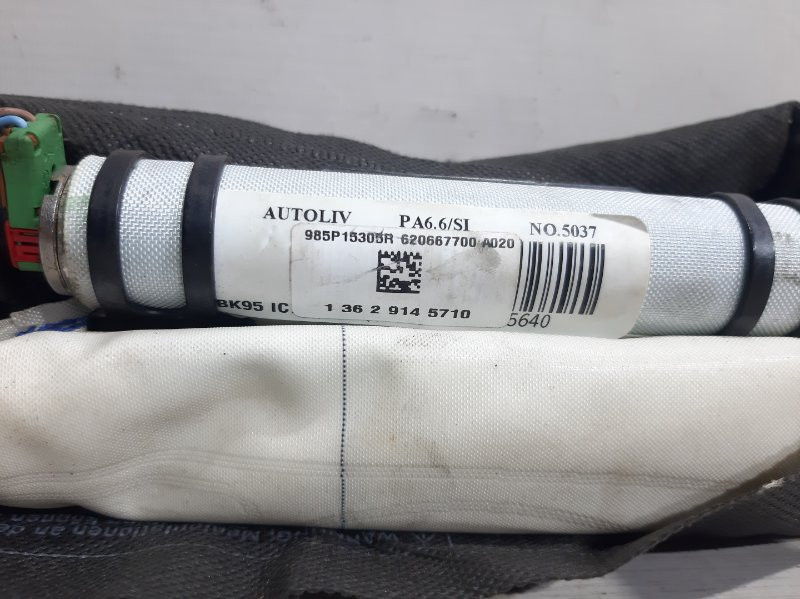 AUTOLIV PA6.6/SI NO.5037
985P15305R 620667700 A020
BK95 IC
1 36 2 914 5710
5640